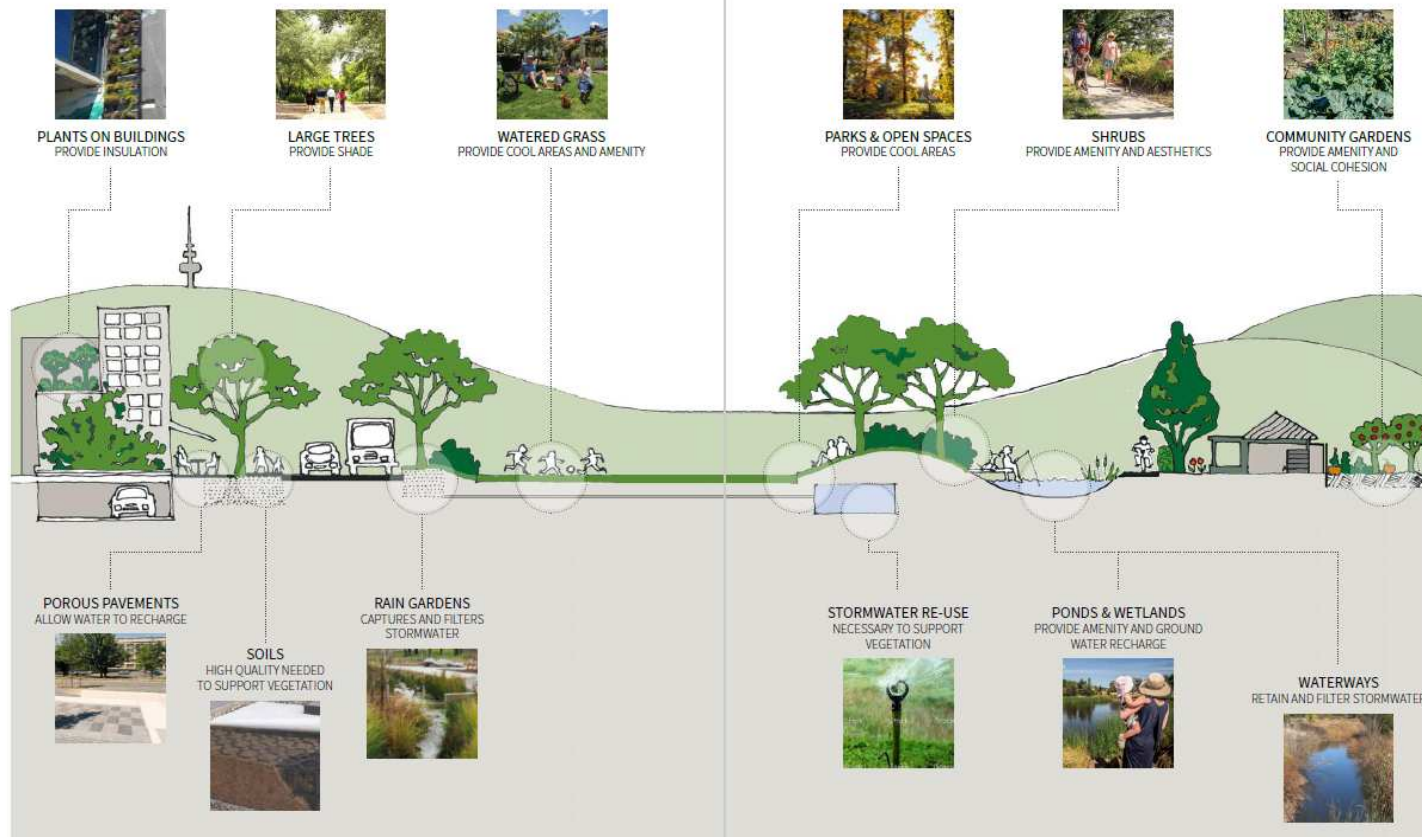 PLANTS ON BUILDINGS
PROVIDE INSULATION
LARGE TREES
PROVIDE SHADE
WATERED GRASS
PROVIDE COOL AREAS AND AMENITY
PARKS & OPEN SPACES
PROVIDE COOL AREAS
SHRUBS
PROVIDE AMENITY AND AESTHETICS
COMMUNITY GARDENS
PROVIDE AMENITY AND
SOCIAL COHESION
POROUS PAVEMENTS
ALLOW WATER TO RECHARGE
SOILS
HIGH QUALITY NEEDED
TO SUPPORT VEGETATION
RAIN GARDENS
CAPTURES AND FILTERS
STORMWATER
STORMWATER RE-USE
NECESSARY TO SUPPORT
VEGETATION
PONDS & WETLANDS
PROVIDE AMENITY AND GROUND
WATER RECHARGE
WATERWAYS
RETAIN AND FILTER STORMWATER